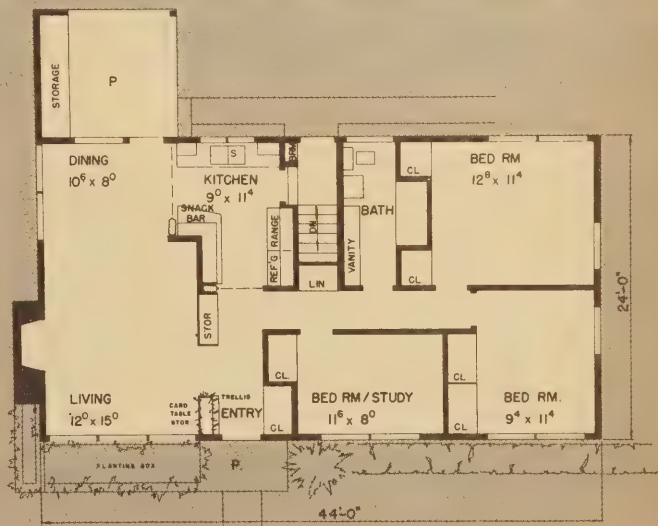 STORAGE
P
DINING
10⁶ x 8⁰
KITCHEN
9⁰ x 11⁴
S
BRM
SNACK
BAR
REF'G
RANGE
DN
LIN
VANITY
BATH
CL
CL
BED RM
12⁸ x 11⁴
24'-0"
STOR
LIVING
12⁰ x 15⁰
CARD
TABLE
STOR
TRELLIS
ENTRY
CL
CL
BED RM / STUDY
11⁶ x 8⁰
CL
CL
BED RM.
9⁴ x 11⁴
PLANTING BOX
P.
44'-0"